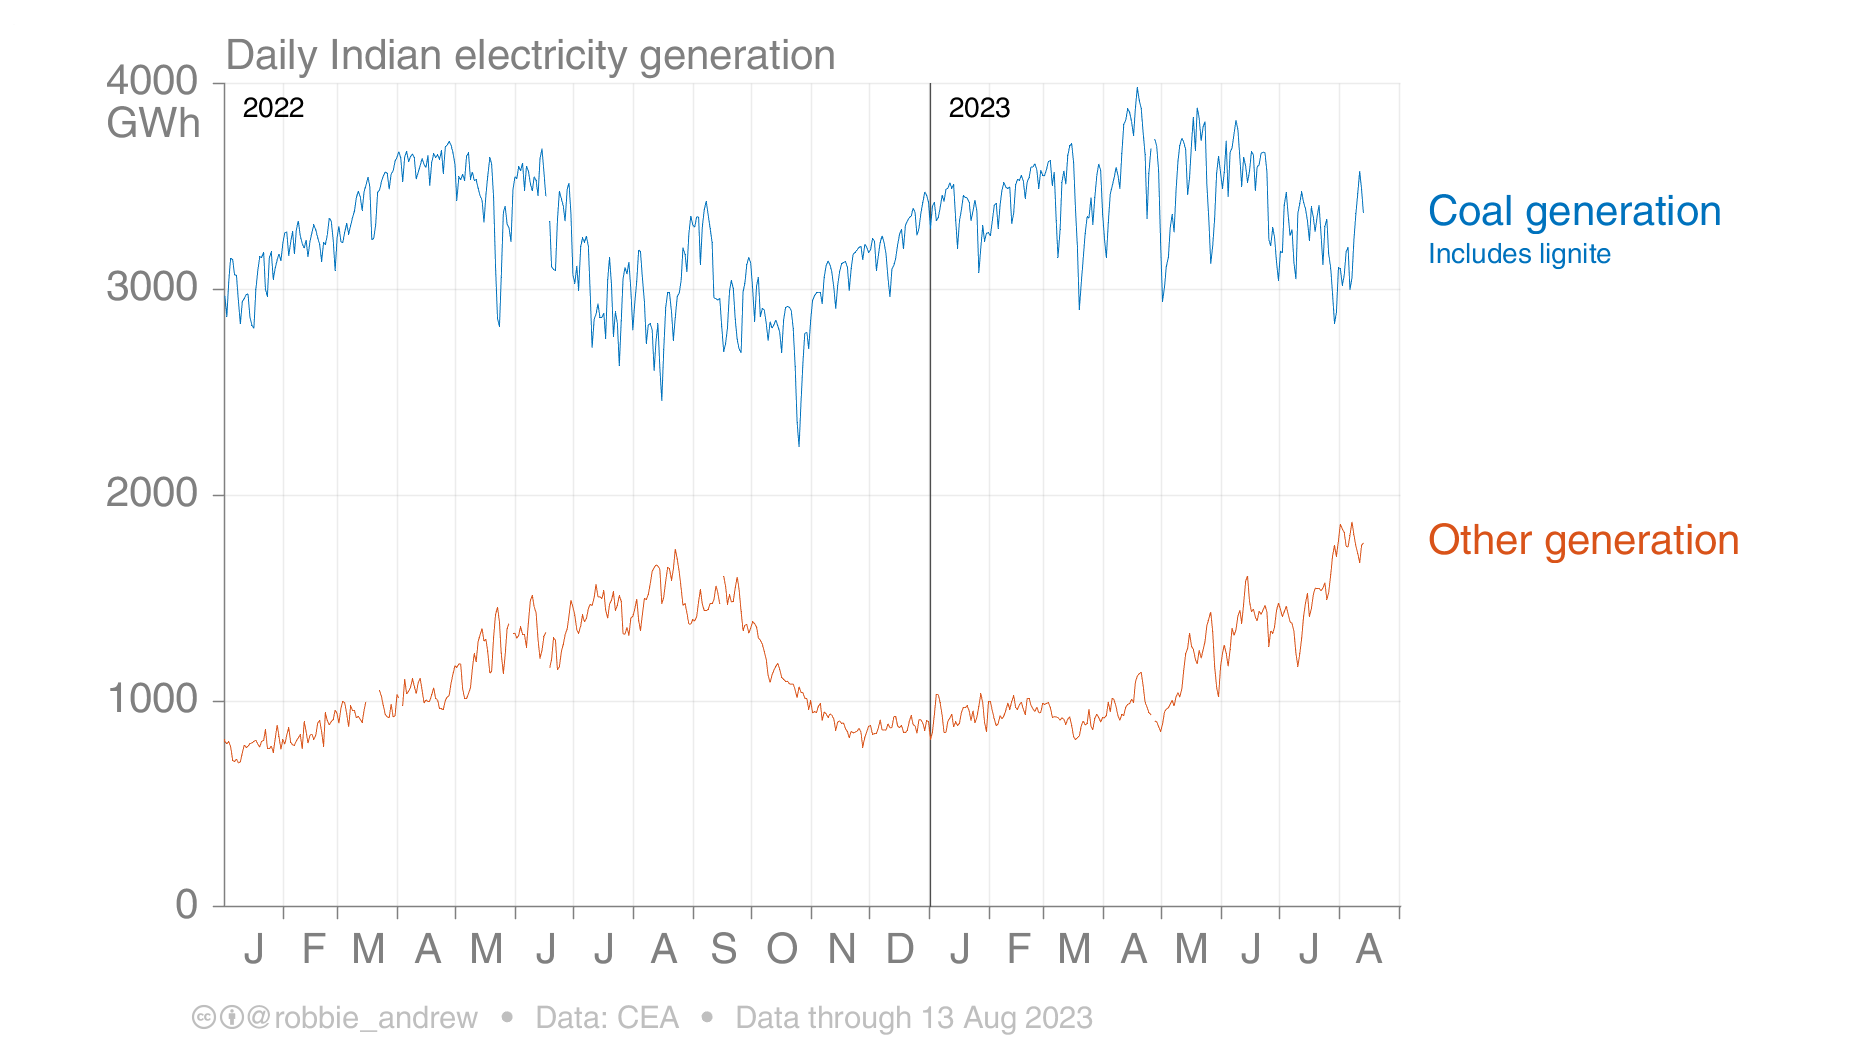 Daily Indian electricity generation
4000
GWh
2022
2023
3000
2000
1000
0
Coal generation
Includes lignite
Other generation
J F M A M J J A S O N D J F M A M J J A
cc @robbie_andrew • Data: CEA • Data through 13 Aug 2023